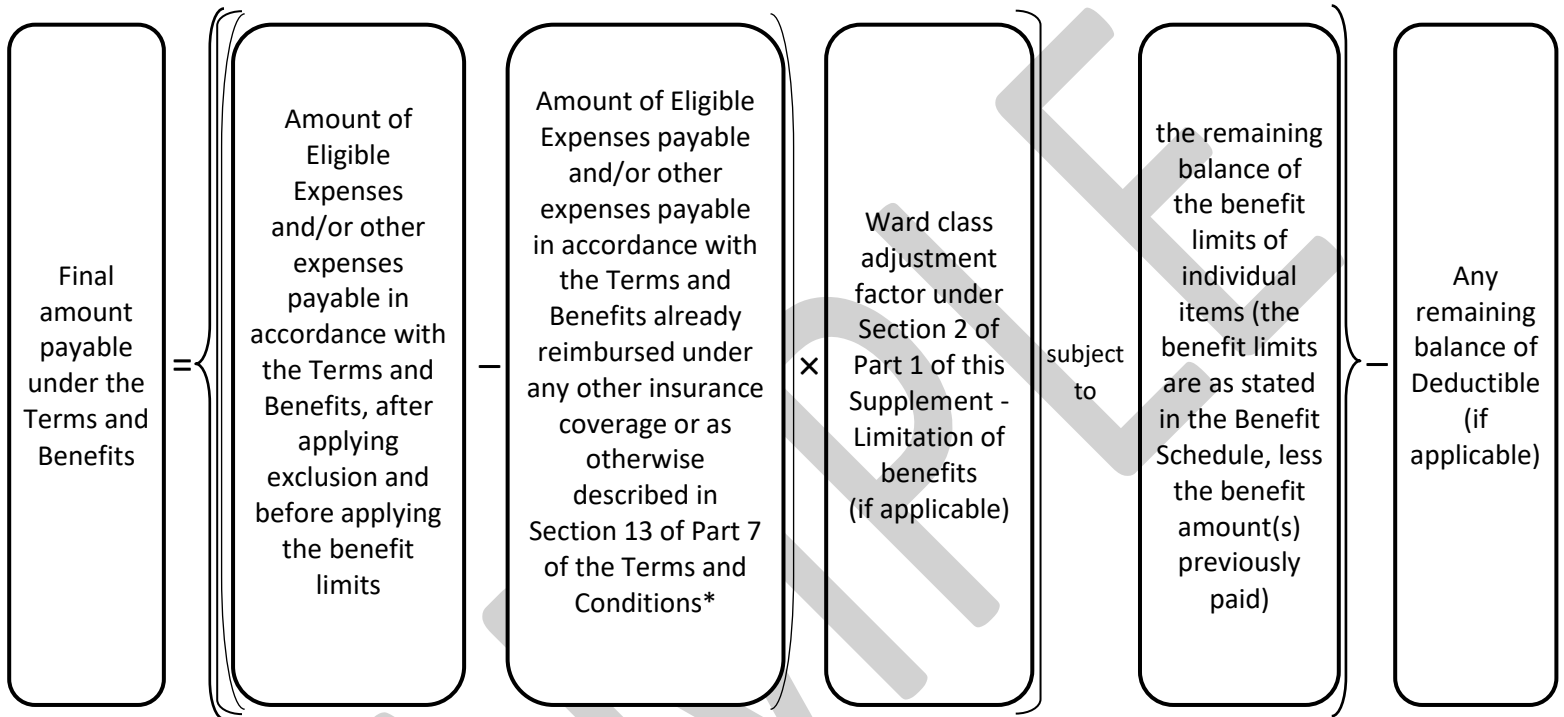 Final
amount
payable
under the
Terms and
Benefits
=
Amount of
Eligible
Expenses
and/or other
expenses
payable in
accordance with
the Terms and
Benefits, after
applying
exclusion and
before applying
the benefit
limits
–
Amount of Eligible
Expenses payable
and/or other
expenses payable
in accordance with
the Terms and
Benefits already
reimbursed under
any other insurance
coverage or as
otherwise
described in
Section 13 of Part 7
of the Terms and
Conditions*
×
Ward class
adjustment
factor under
Section 2 of
Part 1 of this
Supplement -
Limitation of
benefits
(if applicable)
subject
to
the remaining
balance of
the benefit
limits of
individual
items (the
benefit limits
are as stated
in the Benefit
Schedule, less
the benefit
amount(s)
previously
paid)
–
Any
remaining
balance of
Deductible
(if
applicable)